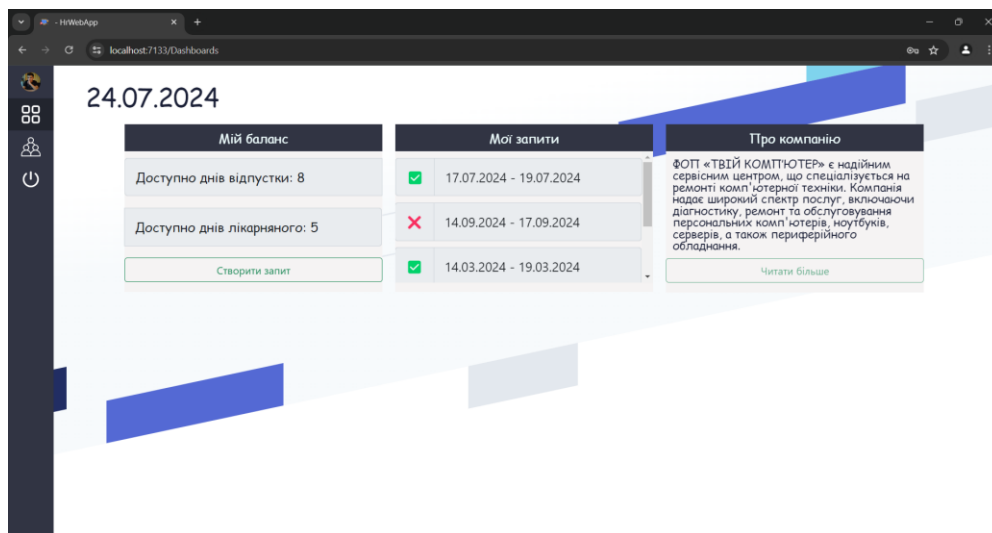 - HrWebApp
localhost:7133/Dashboards
24.07.2024
Мій баланс
Доступно днів відпустки: 8
Доступно днів лікарняного: 5
Створити запит
Мої запити
17.07.2024 - 19.07.2024
14.09.2024 - 17.09.2024
14.03.2024 - 19.03.2024
Про компанію
ФОП «ТВІЙ КОМП'ЮТЕР» є надійним
сервісним центром, що спеціалізується на
ремонті комп'ютерної техніки. Компанія
надає широкий спектр послуг, включаючи
діагностику, ремонт та обслуговування
персональних комп'ютерів, ноутбуків,
серверів, а також периферійного
обладнання.
Читати більше